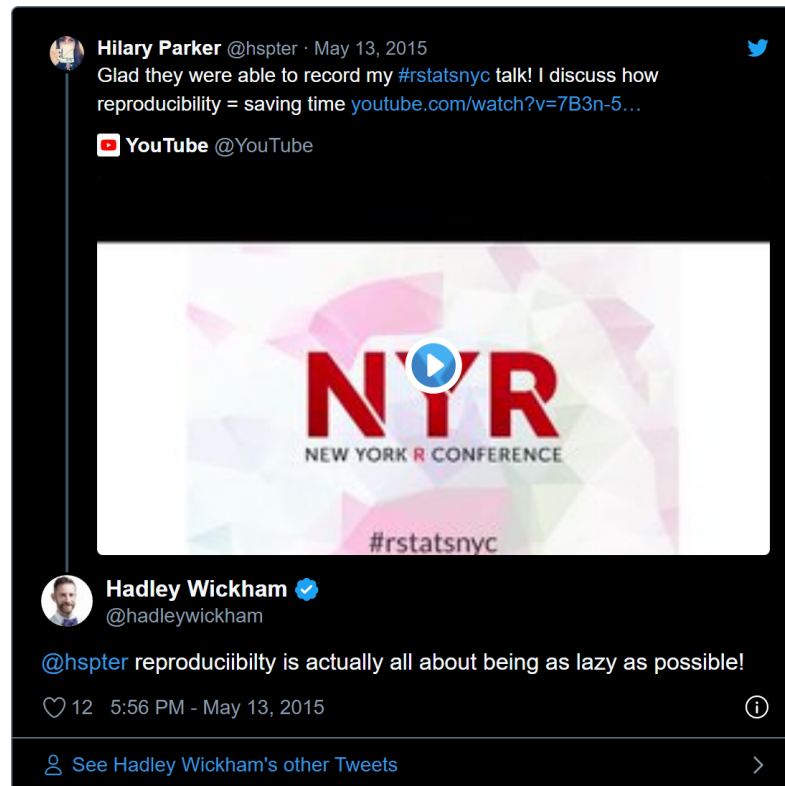 Hilary Parker @hspter · May 13, 2015
Glad they were able to record my #rstatsnyc talk! I discuss how
reproducibility = saving time youtube.com/watch?v=7B3n-5…
YouTube @YouTube
NYR
NEW YORK R CONFERENCE
#rstatsnyc
Hadley Wickham
@hadleywickham
@hspter reproduciibilty is actually all about being as lazy as possible!
12 5:56 PM - May 13, 2015
See Hadley Wickham's other Tweets